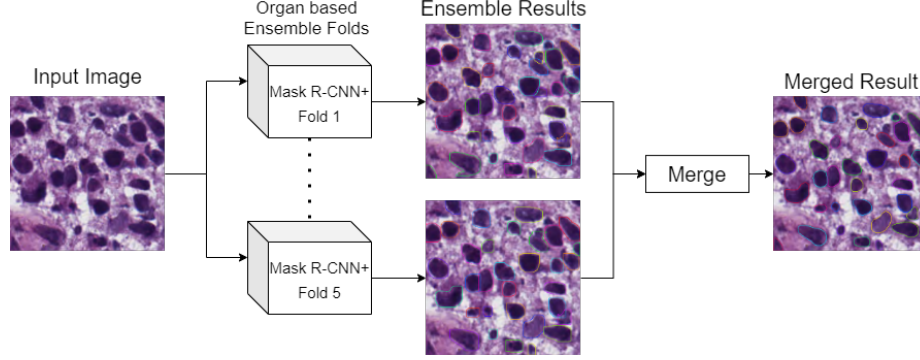 Organ based
Ensemble Folds
Ensemble Results
Input Image
Mask R-CNN+
Fold 1
Merged Result
Merge
Mask R-CNN+
Fold 5